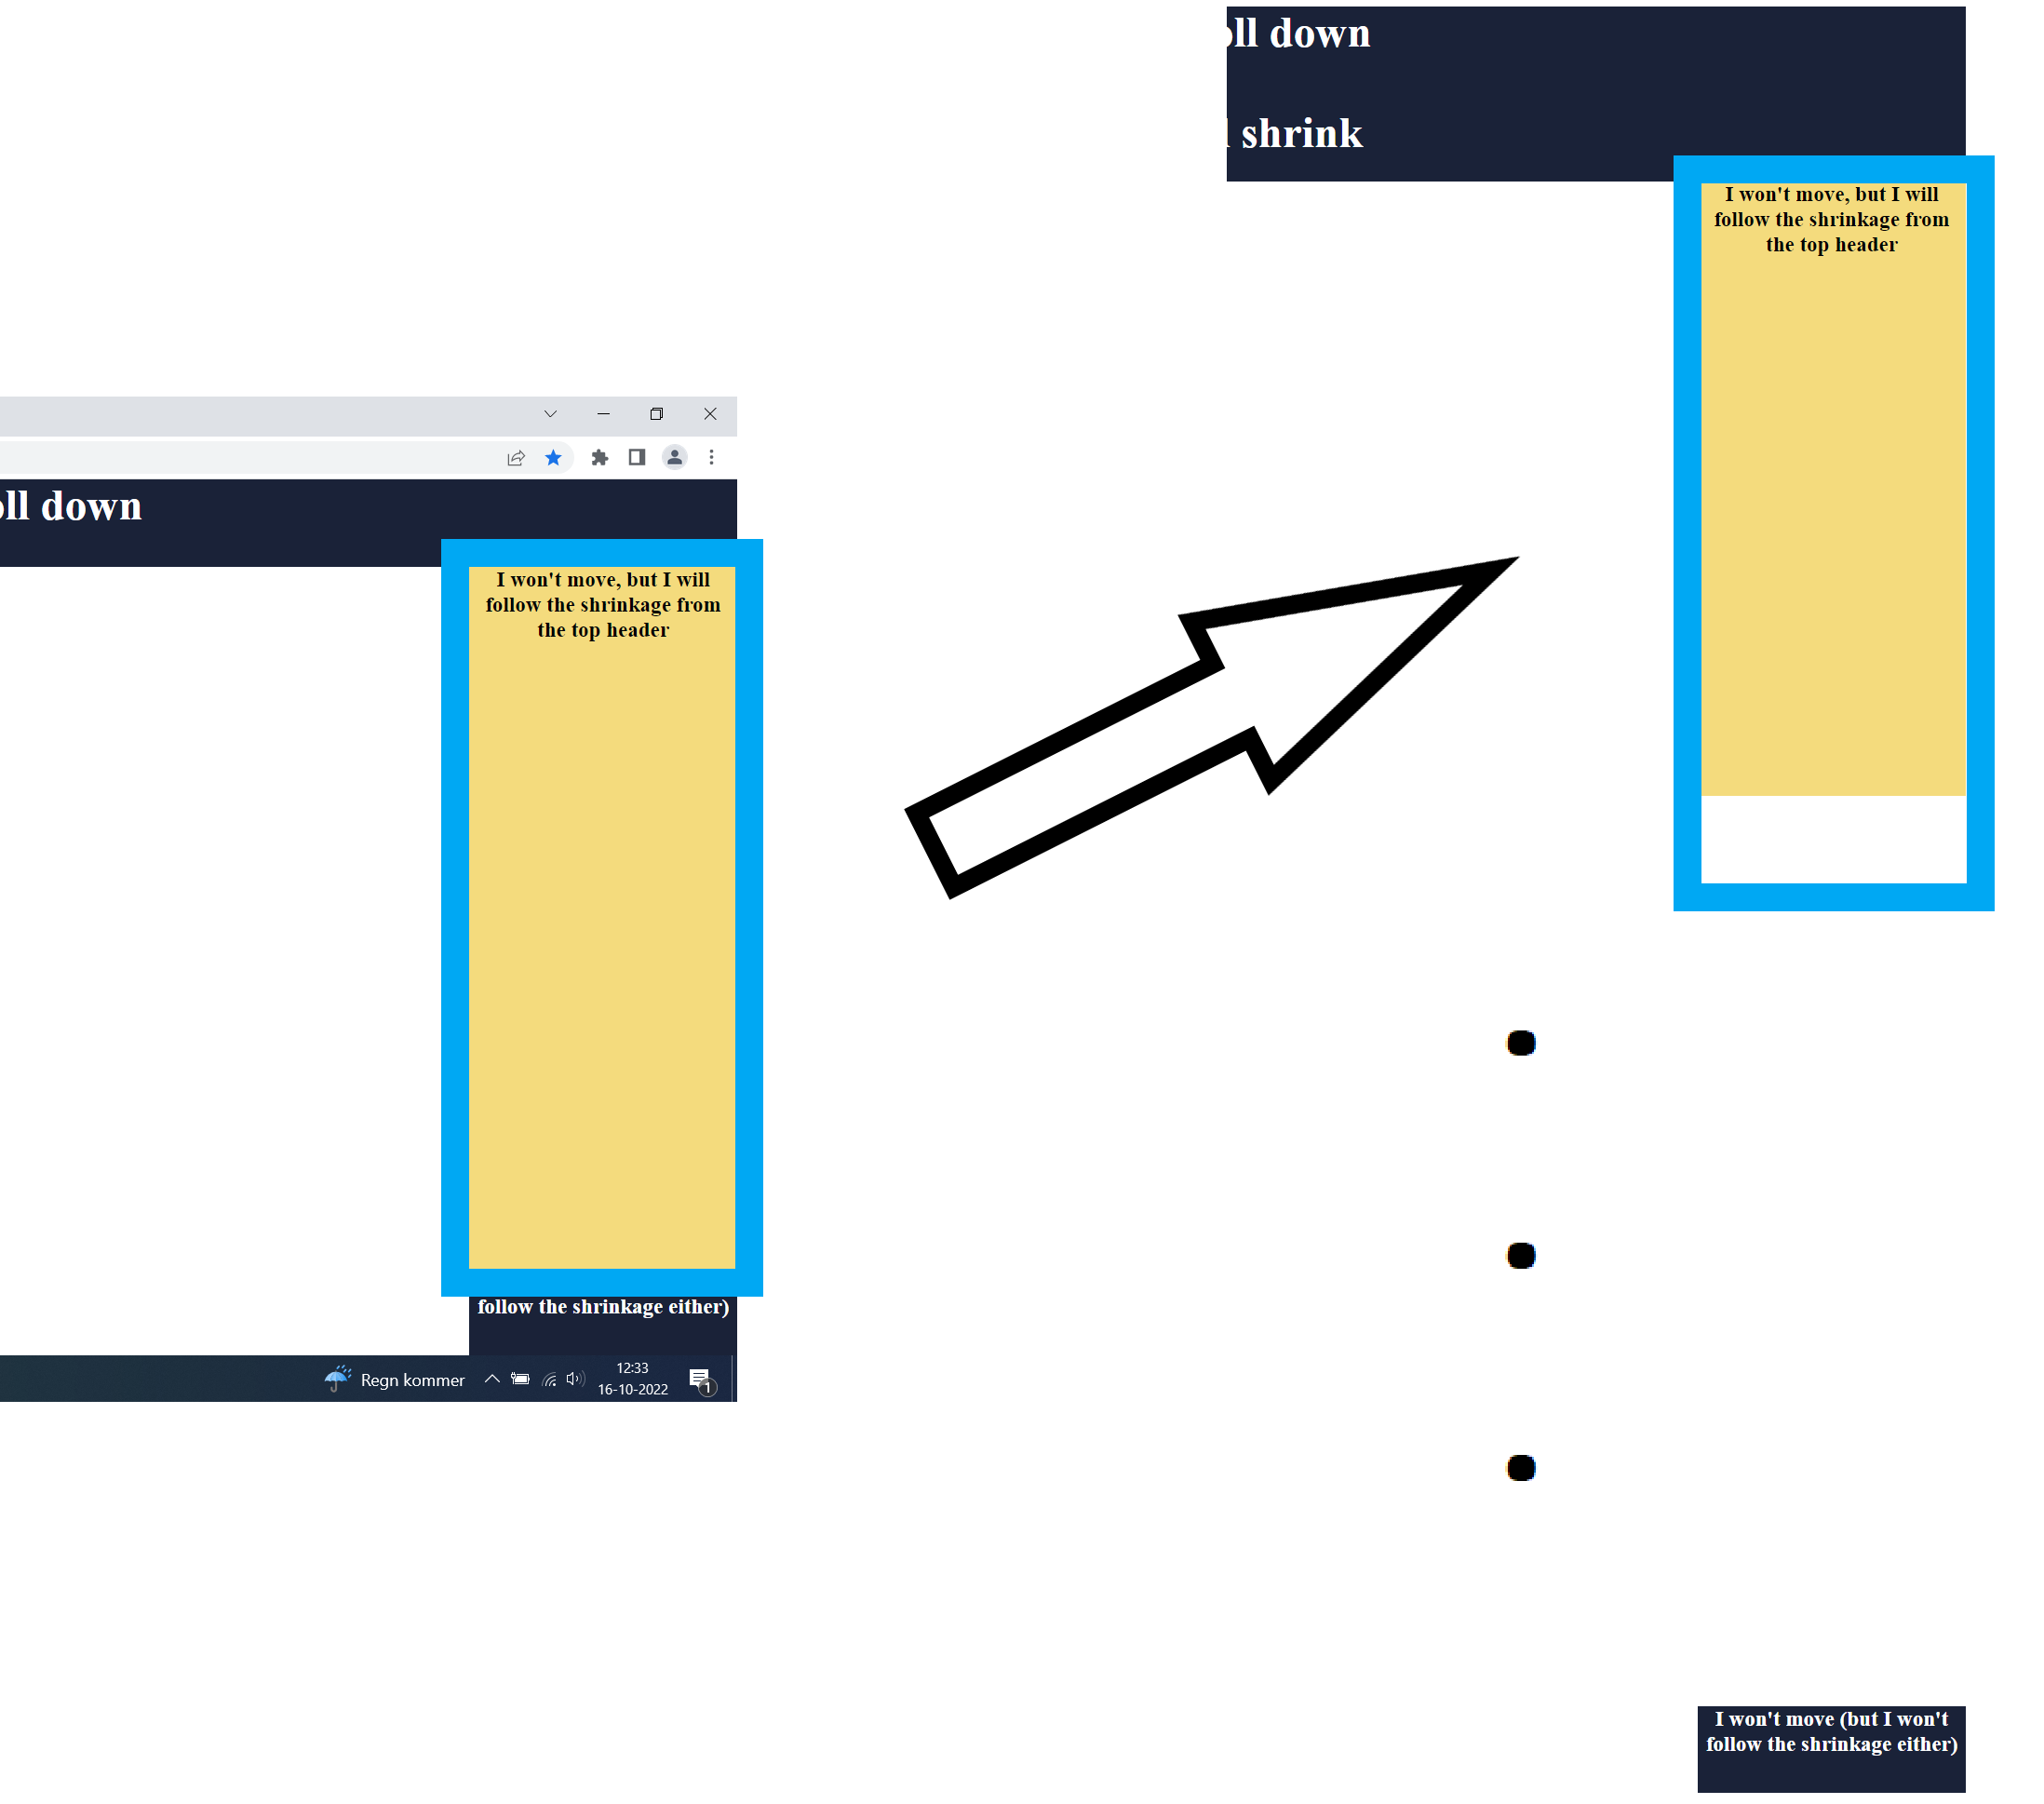 ll down
shrink
I won't move, but I will
follow the shrinkage from
the top header
ll down
I won't move, but I will
follow the shrinkage from
the top header
follow the shrinkage either)
Regn kommer
12:33
16-10-2022
1
I won't move (but I won't
follow the shrinkage either)